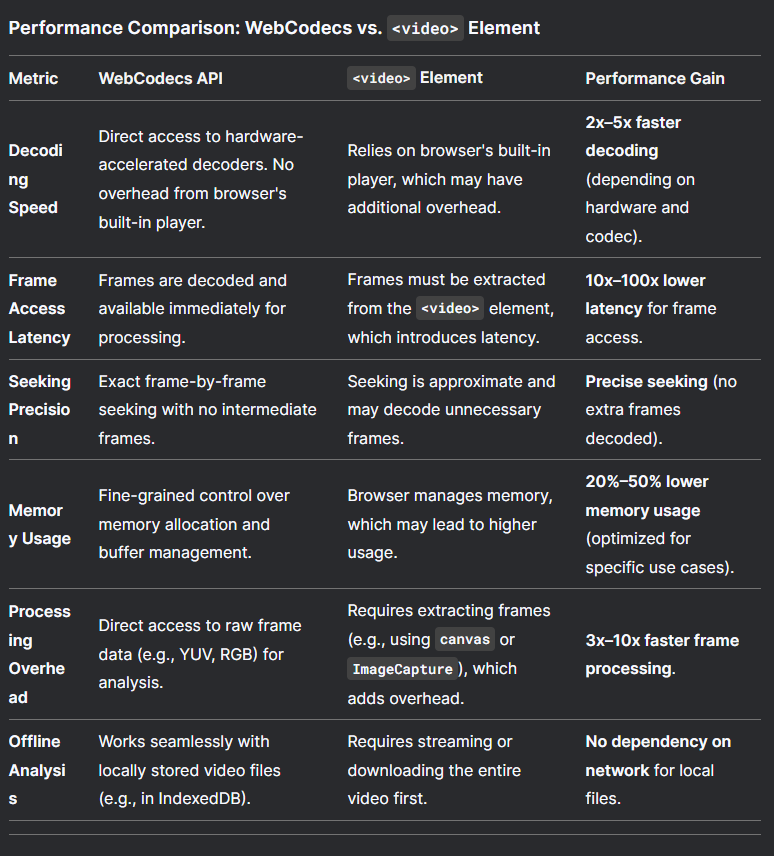 Performance Comparison: WebCodecs vs. <video> Element
Metric WebCodecs API <video> Element Performance Gain
Decodi
ng
Speed
Direct access to hardware-
accelerated decoders. No
overhead from browser's
built-in player.
Relies on browser's built-in
player, which may have
additional overhead.
2x–5x faster
decoding
(depending on
hardware and
codec).
Frame
Access
Latency
Frames are decoded and
available immediately for
processing.
Frames must be extracted
from the <video> element,
which introduces latency.
10x–100x lower
latency for frame
access.
Seeking
Precisio
n
Exact frame-by-frame
seeking with no intermediate
frames.
Seeking is approximate and
may decode unnecessary
frames.
Precise seeking (no
extra frames
decoded).
Memor
y Usage
Fine-grained control over
memory allocation and
buffer management.
Browser manages memory,
which may lead to higher
usage.
20%–50% lower
memory usage
(optimized for
specific use cases).
Process
ing
Overhe
ad
Direct access to raw frame
data (e.g., YUV, RGB) for
analysis.
Requires extracting frames
(e.g., using canvas or
ImageCapture), which
adds overhead.
3x–10x faster frame
processing.
Offline
Analysi
s
Works seamlessly with
locally stored video files
(e.g., in IndexedDB).
Requires streaming or
downloading the entire
video first.
No dependency on
network for local
files.